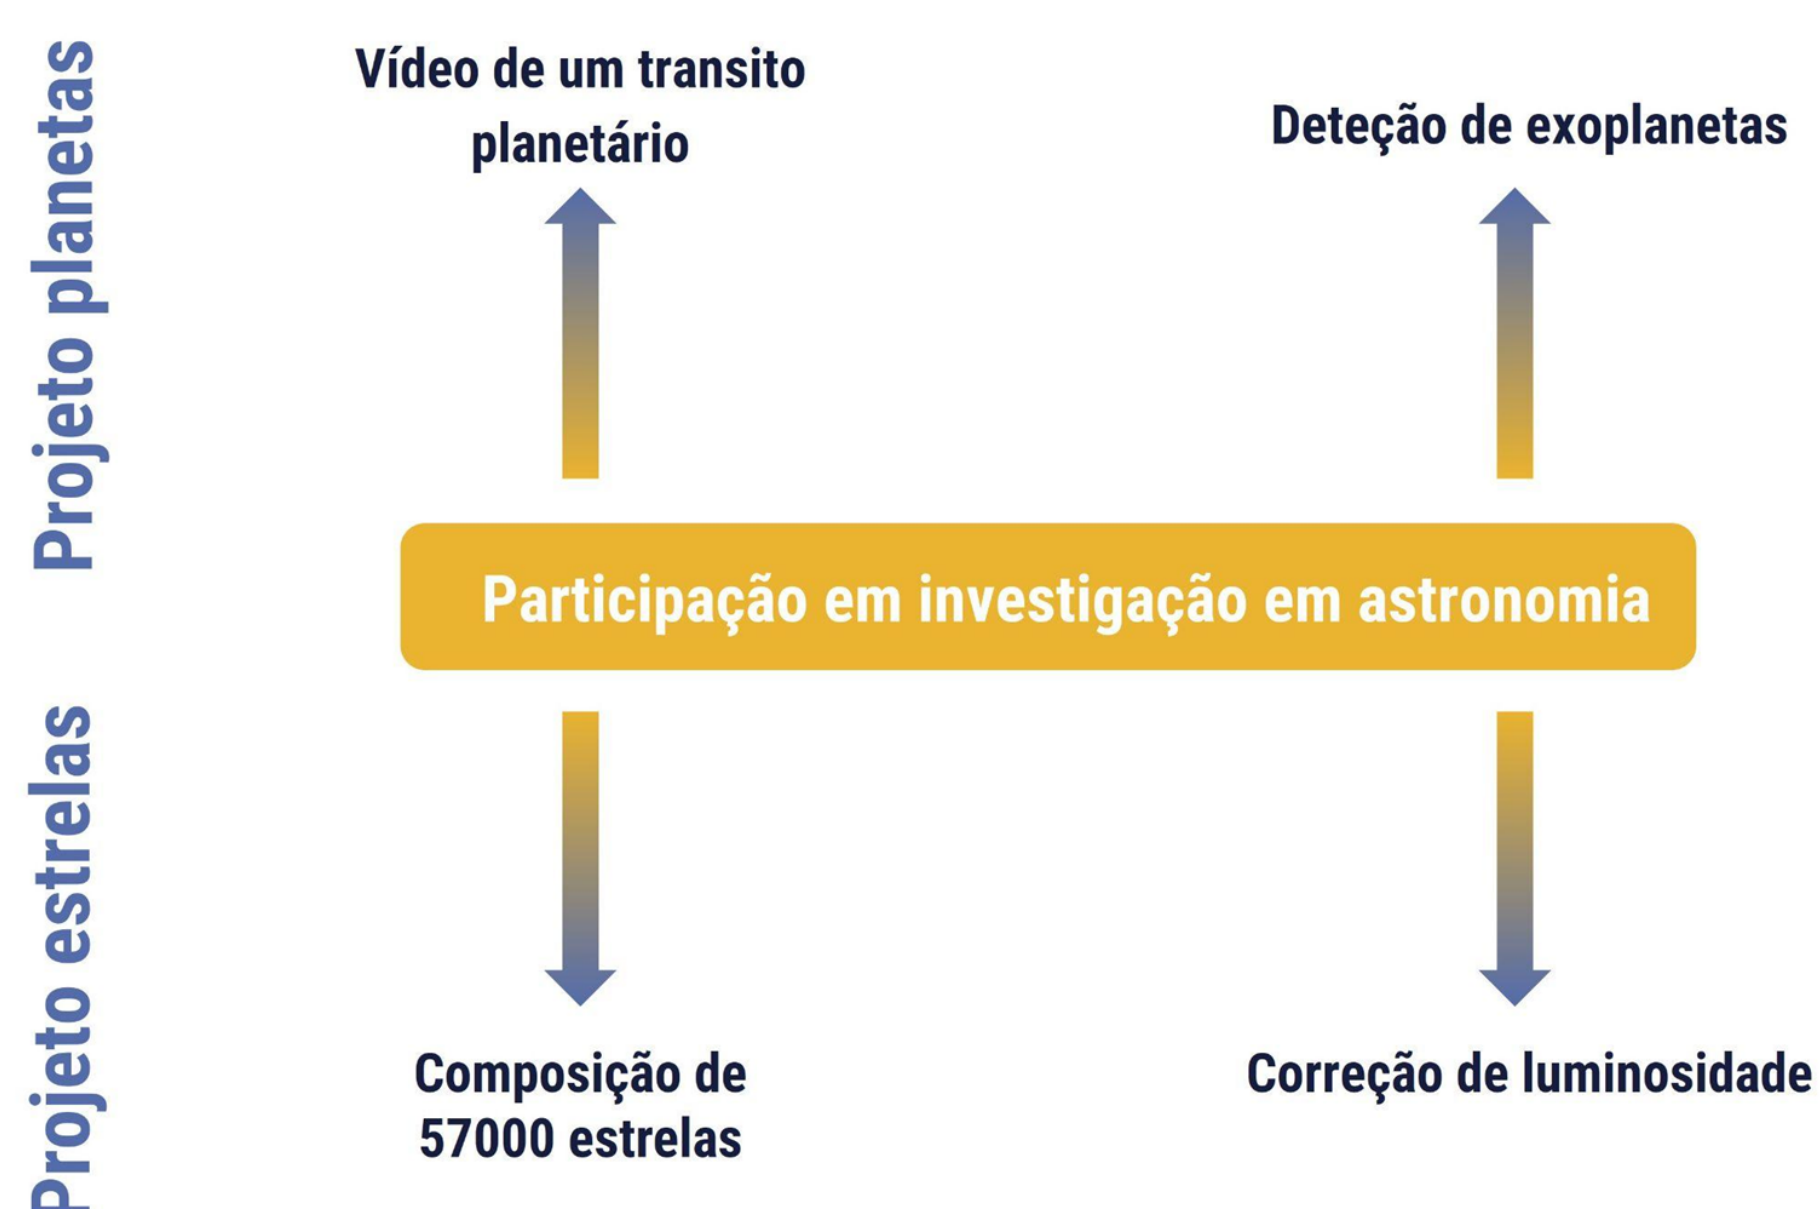 Projeto planetas
Vídeo de um transito
planetário
Deteção de exoplanetas
Participação em investigação em astronomia
Projeto estrelas
Composição de
57000 estrelas
Correção de luminosidade